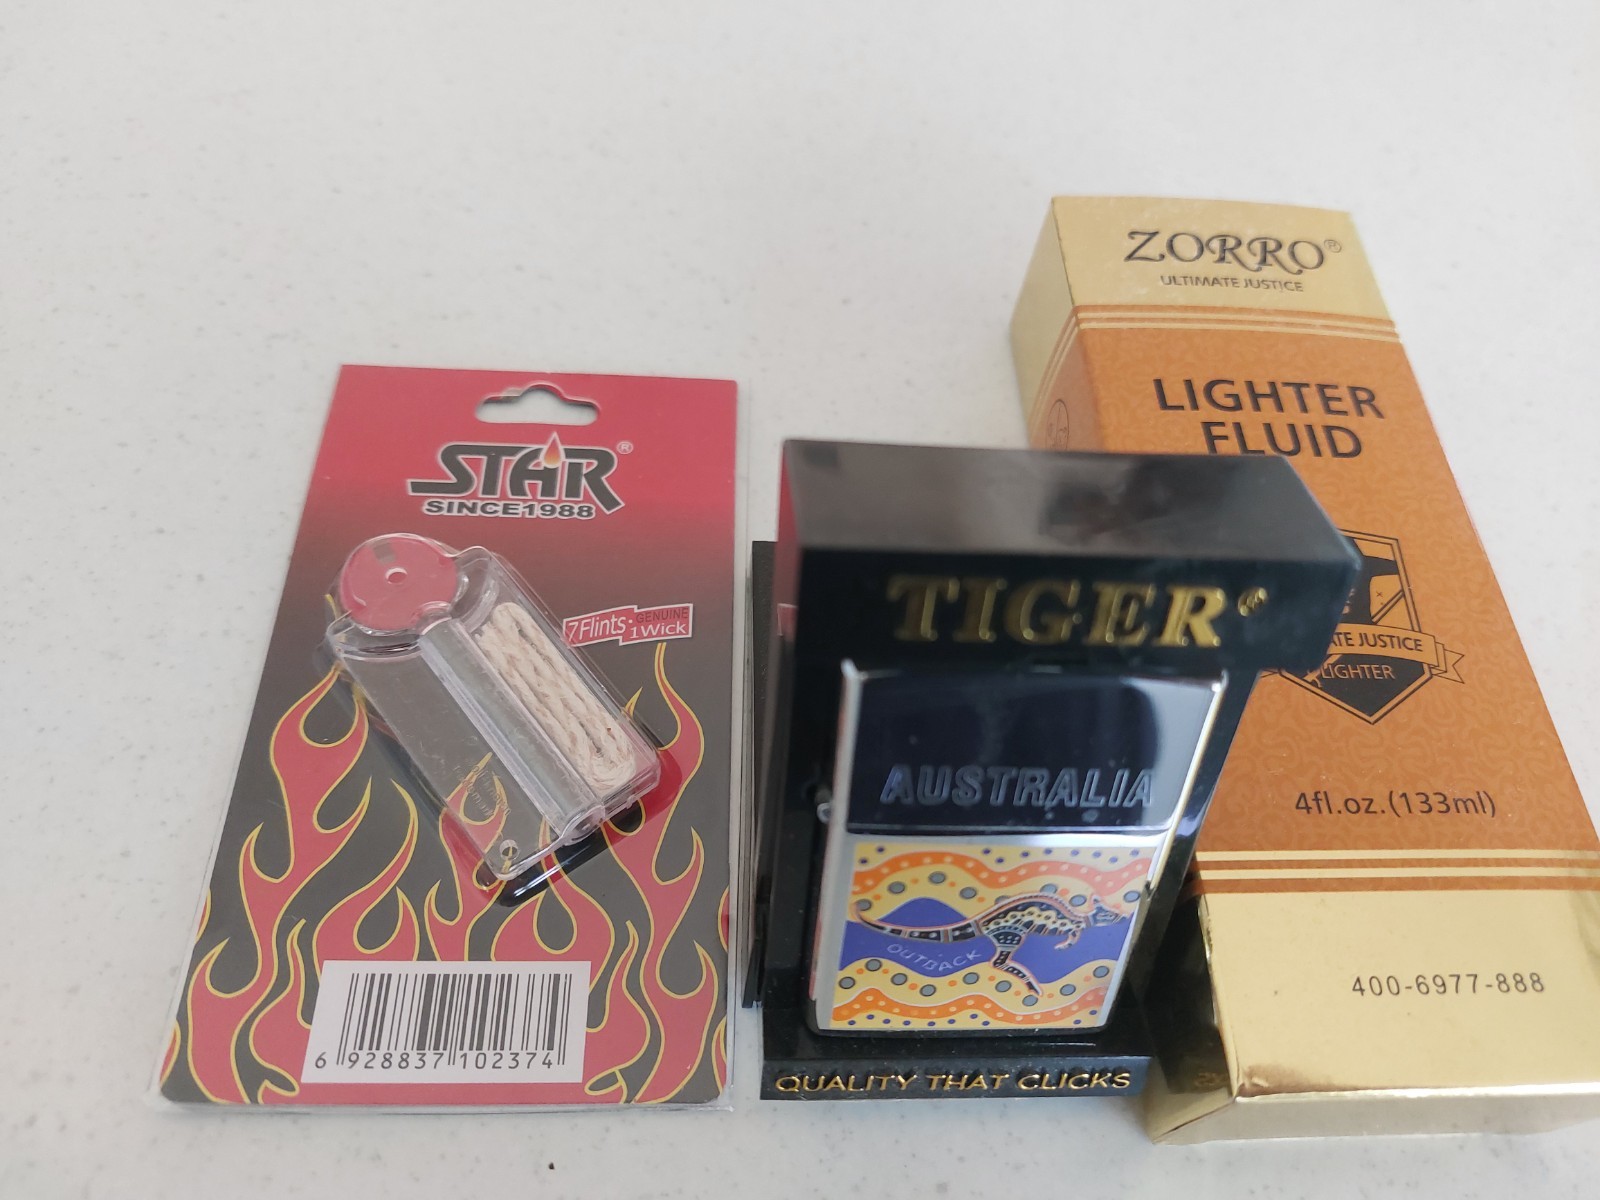 STAR®
SINCE1988
7Flints·GENUINE
1Wick
6 928837 102374
TIGER®
AUSTRALIA
OUTBACK
QUALITY THAT CLICKS
ZORRO®
ULTIMATE JUSTICE
LIGHTER
FLUID
JUSTICE
LIGHTER
4fl.oz.(133ml)
400-6977-888